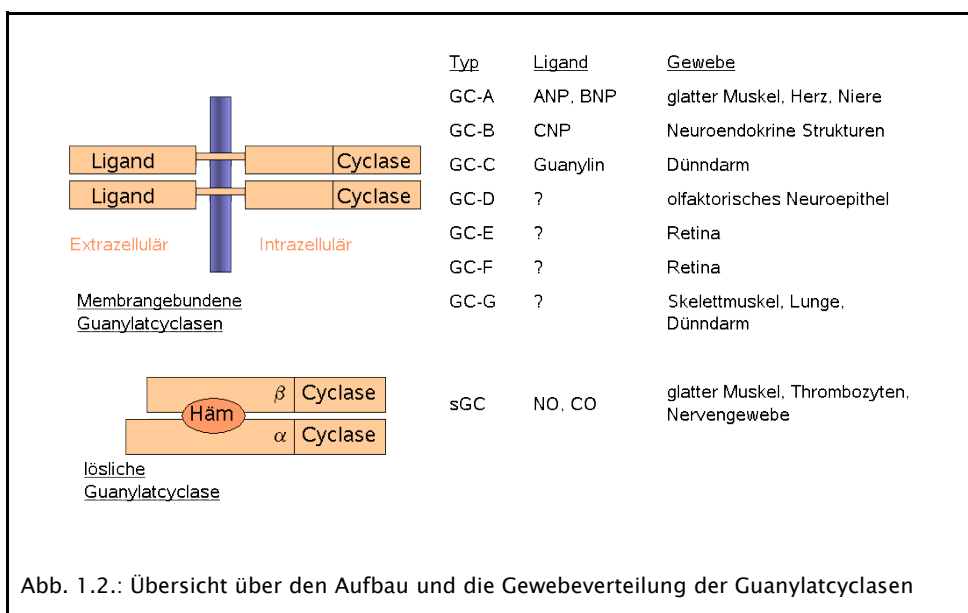 Typ Ligand Gewebe
GC-A ANP, BNP glatter Muskel, Herz, Niere
GC-B CNP Neuroendokrine Strukturen
GC-C Guanylin Dünndarm
GC-D ? olfaktorisches Neuroepithel
GC-E ? Retina
GC-F ? Retina
GC-G ? Skelettmuskel, Lunge,
Dünndarm
Ligand Cyclase
Ligand Cyclase
Extrazellulär Intrazellulär
Membrangebundene
Guanylatcyclasen
β Cyclase
Häm
α Cyclase
lösliche
Guanylatcyclase
sGC NO, CO glatter Muskel, Thrombozyten,
Nervengewebe
Abb. 1.2.: Übersicht über den Aufbau und die Gewebeverteilung der Guanylatcyclasen